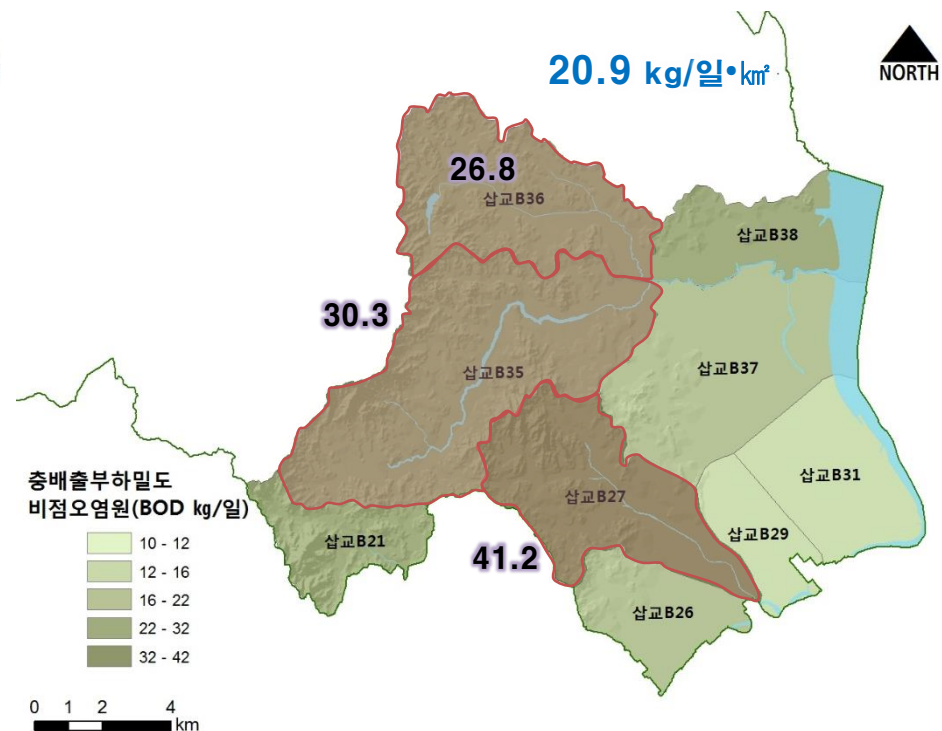 20.9 kg/일•㎢
NORTH
26.8
삽교B36
삽교B38
30.3
삽교B35
삽교B37
삽교B31
삽교B27
삽교B29
삽교B21
41.2
삽교B26
충배출부하밀도
비점오염원(BOD kg/일)
10 - 12
12 - 16
16 - 22
22 - 32
32 - 42
0 1 2 4
km